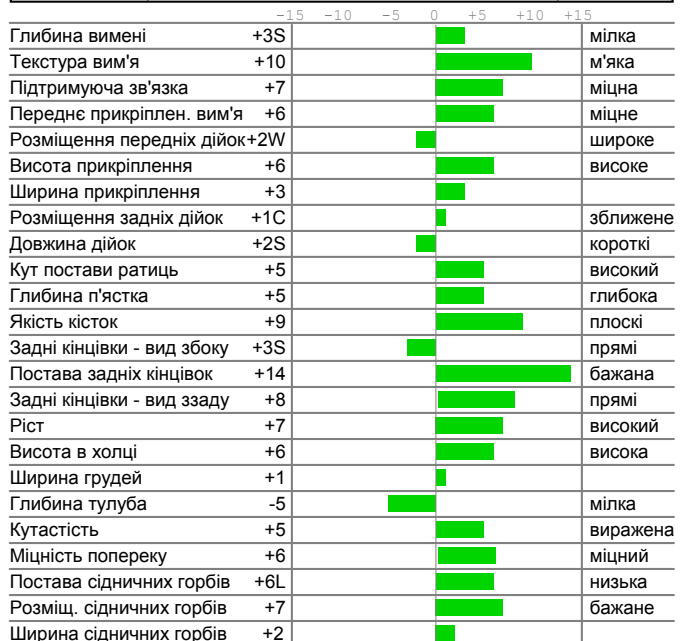 -15 -10 -5 0 +5 +10 +15
Глибина вимені +3S мілка
Текстура вим'я +10 м'яка
Підтримуюча зв'язка +7 міцна
Переднє прикріплен. вим'я +6 міцне
Розміщення передніх дійок +2W широке
Висота прикріплення +6 високе
Ширина прикріплення +3
Розміщення задніх дійок +1C зближене
Довжина дійок +2S короткі
Кут постави ратиць +5 високий
Глибина п'ястка +5 глибока
Якість кісток +9 плоскі
Задні кінцівки - вид збоку +3S прямі
Постава задніх кінцівок +14 бажана
Задні кінцівки - вид ззаду +8 прямі
Ріст +7 високий
Висота в холці +6 висока
Ширина грудей +1
Глибина тулуба -5 мілка
Кутастість +5 виражена
Міцність попереку +6 міцний
Постава сідничних горбів +6L низька
Розміщ. сідничних горбів +7 бажане
Ширина сідничних горбів +2